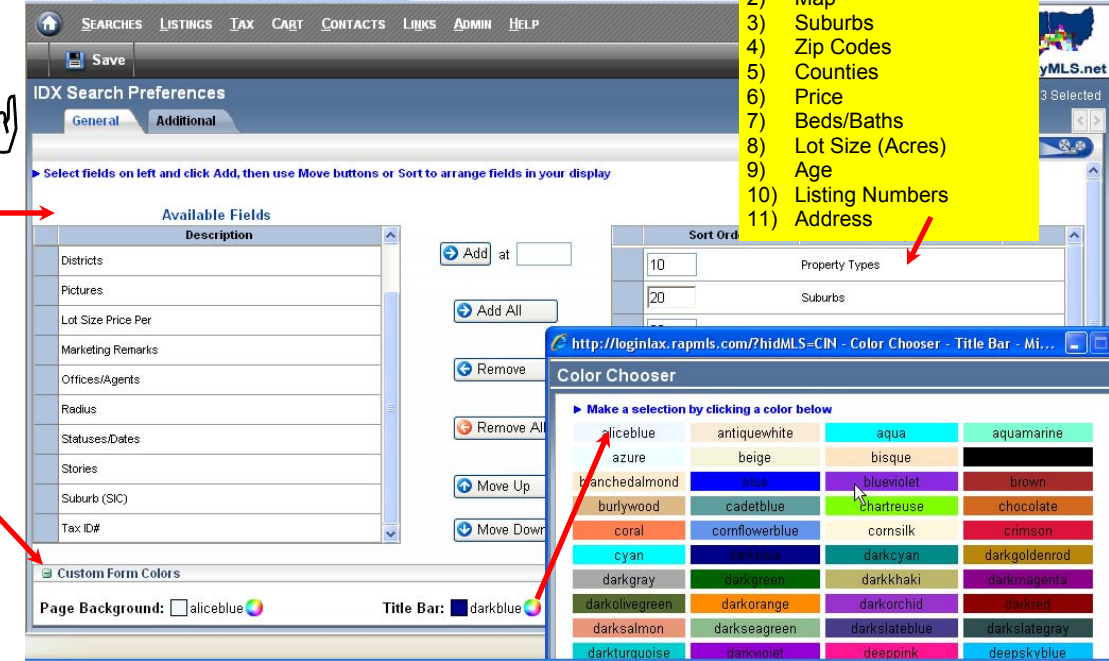 SEARCHES LISTINGS TAX CART CONTACTS LINKS ADMIN HELP
Save
yMLS.net
IDX Search Preferences
3 Selected
General Additional
2) Map
3) Suburbs
4) Zip Codes
5) Counties
6) Price
7) Beds/Baths
8) Lot Size (Acres)
9) Age
10) Listing Numbers
11) Address
Select fields on left and click Add, then use Move buttons or Sort to arrange fields in your display
Available Fields
Description
Districts
Pictures
Lot Size Price Per
Marketing Remarks
Offices/Agents
Radius
Statuses/Dates
Stories
Suburb (SIC)
Tax ID#
Add at
Add All
Remove
Remove All
Move Up
Move Down
Sort Ord
10 Property Types
20 Suburbs
Custom Form Colors
Page Background: aliceblue Title Bar: darkblue
http://loginlax.rapmls.com/?hidMLS=CIN - Color Chooser - Title Bar - Mi...
Color Chooser
Make a selection by clicking a color below
aliceblue antiquewhite aqua aquamarine
azure beige bisque
blanchedalmond blue blueviolet brown
burlywood cadetblue chartreuse chocolate
coral cornflowerblue cornsilk crimson
cyan darkblue darkcyan darkgoldenrod
darkgray darkgreen darkkhaki darkmagenta
darkolivegreen darkorange darkorchid darkred
darksalmon darkseagreen darkslateblue darkslategray
darkturquoise darkviolet deeppink deepskyblue